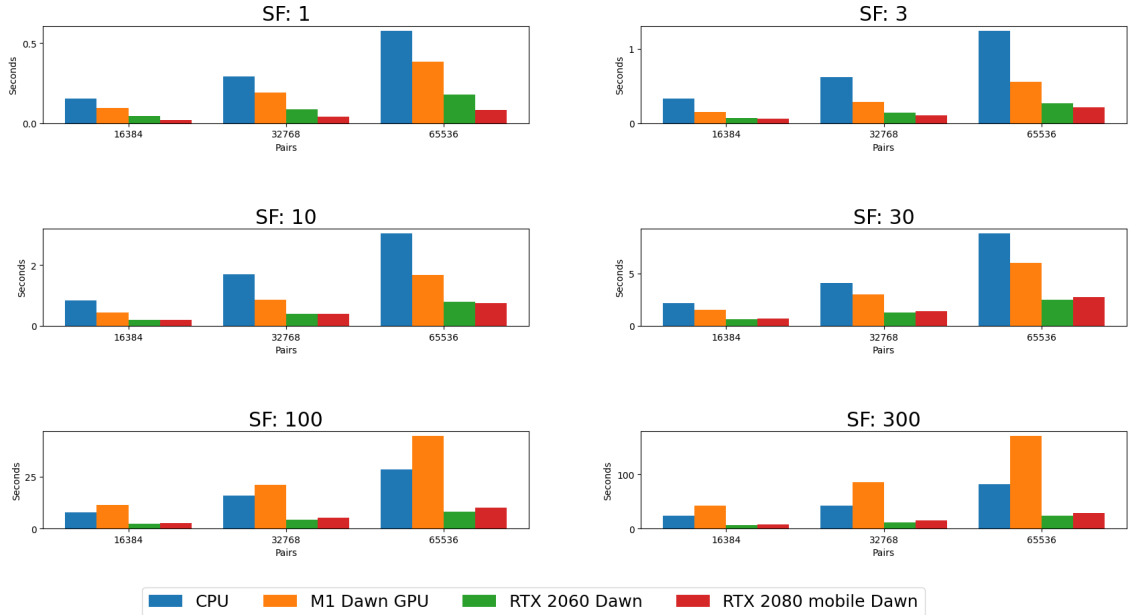 SF: 1
0.5
0.0
Seconds
16384 32768 65536
Pairs
SF: 3
1
0
Seconds
16384 32768 65536
Pairs
SF: 10
2
0
Seconds
16384 32768 65536
Pairs
SF: 30
5
0
Seconds
16384 32768 65536
Pairs
SF: 100
25
0
Seconds
16384 32768 65536
Pairs
SF: 300
100
0
Seconds
16384 32768 65536
Pairs
CPU M1 Dawn GPU RTX 2060 Dawn RTX 2080 mobile Dawn